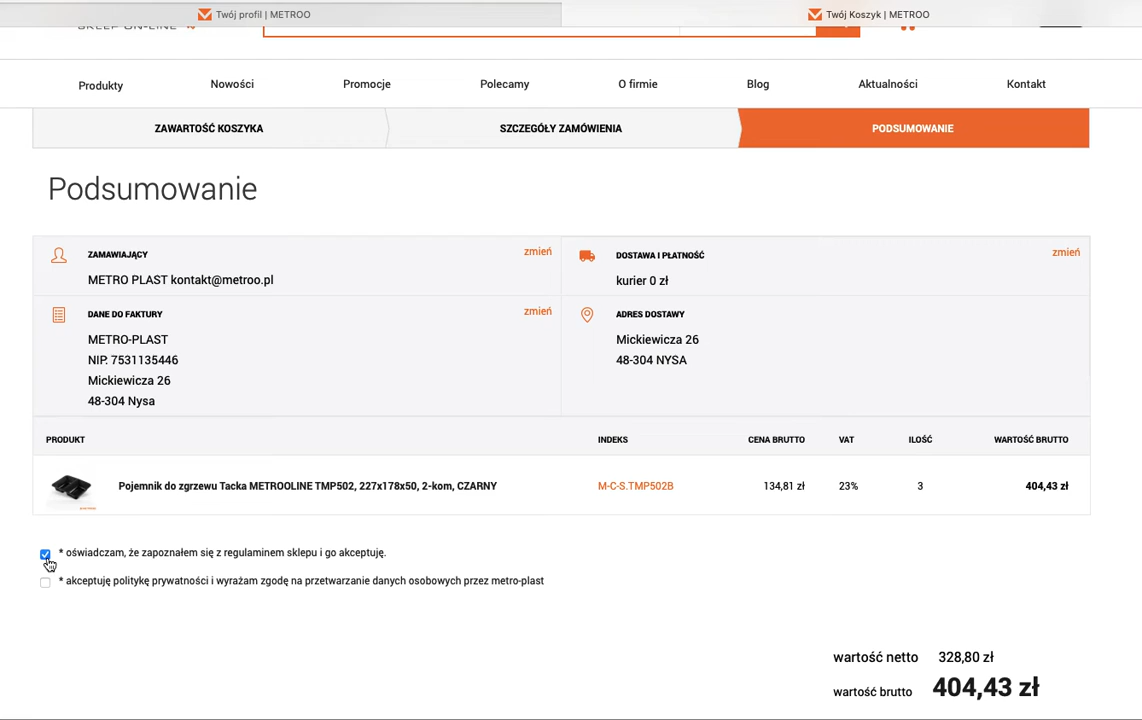 Twój profil | METROO
Twój Koszyk | METROO
SKLEP ON-LINE
Produkty
Nowości
Promocje
Polecamy
O firmie
Blog
Aktualności
Kontakt
ZAWARTOŚĆ KOSZYKA
SZCZEGÓŁY ZAMÓWIENIA
PODSUMOWANIE
Podsumowanie
ZAMAWIAJĄCY
zmień
METRO PLAST kontakt@metroo.pl
DOSTAWA I PŁATNOŚĆ
zmień
kurier 0 zł
DANE DO FAKTURY
zmień
METRO-PLAST
NIP: 7531135446
Mickiewicza 26
48-304 Nysa
ADRES DOSTAWY
Mickiewicza 26
48-304 NYSA
PRODUKT
INDEKS
CENA BRUTTO
VAT
ILOŚĆ
WARTOŚĆ BRUTTO
Pojemnik do zgrzewu Tacka METROOLINE TMP502, 227x178x50, 2-kom, CZARNY
M-C-S.TMP502B
134,81 zł
23%
3
404,43 zł
* oświadczam, że zapoznałem się z regulaminem sklepu i go akceptuję.
* akceptuję politykę prywatności i wyrażam zgodę na przetwarzanie danych osobowych przez metro-plast
wartość netto 328,80 zł
wartość brutto 404,43 zł